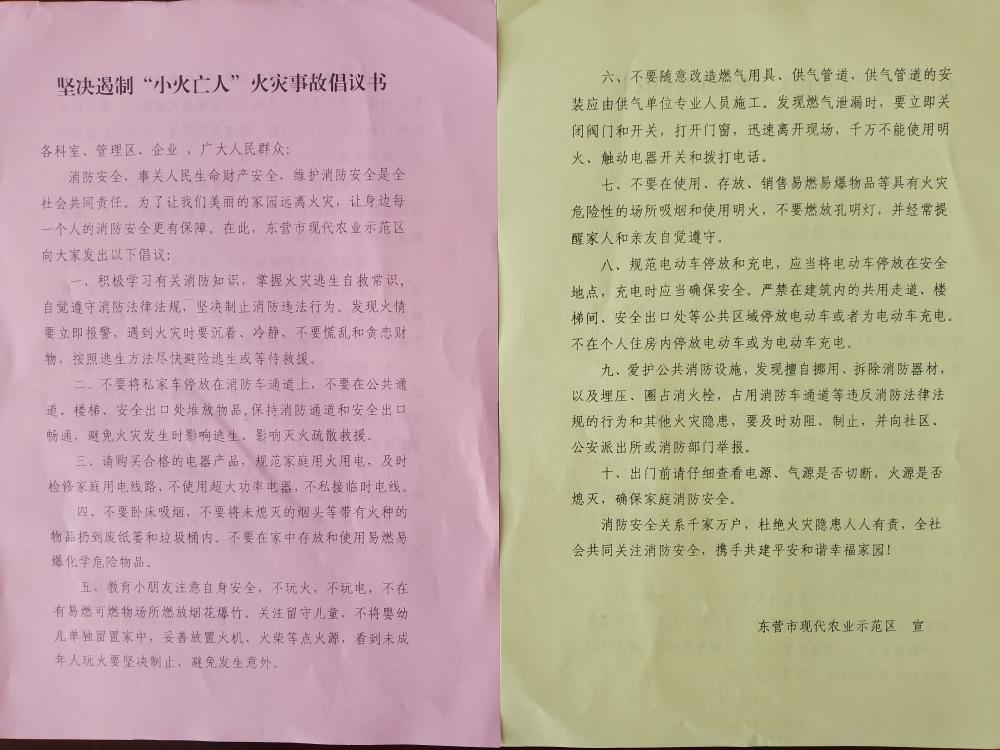 坚决遏制“小火亡人”火灾事故倡议书
各科室、管理区、企业 ，广大人民群众：
消防安全，事关人民生命财产安全，维护消防安全是全
社会共同责任。为了让我们美丽的家园远离火灾，让身边每
一个人的消防安全更有保障。在此，东营市现代农业示范区
向大家发出以下倡议：
一、积极学习有关消防知识，掌握火灾逃生自救常识，
自觉遵守消防法律法规，坚决制止消防违法行为。发现火情
要立即报警，遇到火灾时要沉着、冷静，不要慌乱和贪恋财
物，按照逃生方法尽快避险逃生或等待救援。
二、不要将私家车停放在消防车通道上，不要在公共通
道、楼梯、安全出口处堆放物品,保持消防通道和安全出口
畅通，避免火灾发生时影响逃生、影响灭火疏散救援。
三、请购买合格的电器产品，规范家庭用火用电，及时
检修家庭用电线路，不使用超大功率电器，不私接临时电线。
四、不要卧床吸烟，不要将未熄灭的烟头等带有火种的
物品扔到废纸篓和垃圾桶内。不要在家中存放和使用易燃易
爆化学危险物品。
五、教育小朋友注意自身安全，不玩火，不玩电，不在
有易燃可燃物场所燃放烟花爆竹。关注留守儿童，不将婴幼
儿单独留置家中，妥善放置火机、火柴等点火源，看到未成
年人玩火要坚决制止，避免发生意外。
六、不要随意改造燃气用具、供气管道，供气管道的安
装应由供气单位专业人员施工。发现燃气泄漏时，要立即关
闭阀门和开关，打开门窗，迅速离开现场，千万不能使用明
火、触动电器开关和拨打电话。
七、不要在使用、存放、销售易燃易爆物品等具有火灾
危险性的场所吸烟和使用明火，不要燃放孔明灯，并经常提
醒家人和亲友自觉遵守。
八、规范电动车停放和充电，应当将电动车停放在安全
地点，充电时应当确保安全。严禁在建筑内的共用走道、楼
梯间、安全出口处等公共区域停放电动车或者为电动车充电。
不在个人住房内停放电动车或为电动车充电。
九、爱护公共消防设施，发现擅自挪用、拆除消防器材，
以及埋压、圈占消火栓，占用消防车通道等违反消防法律法
规的行为和其他火灾隐患，要及时劝阻、制止，并向社区、
公安派出所或消防部门举报。
十、出门前请仔细查看电源、气源是否切断，火源是否
熄灭，确保家庭消防安全。
消防安全关系千家万户，杜绝火灾隐患人人有责，全社
会共同关注消防安全，携手共建平安和谐幸福家园！
东营市现代农业示范区 宣